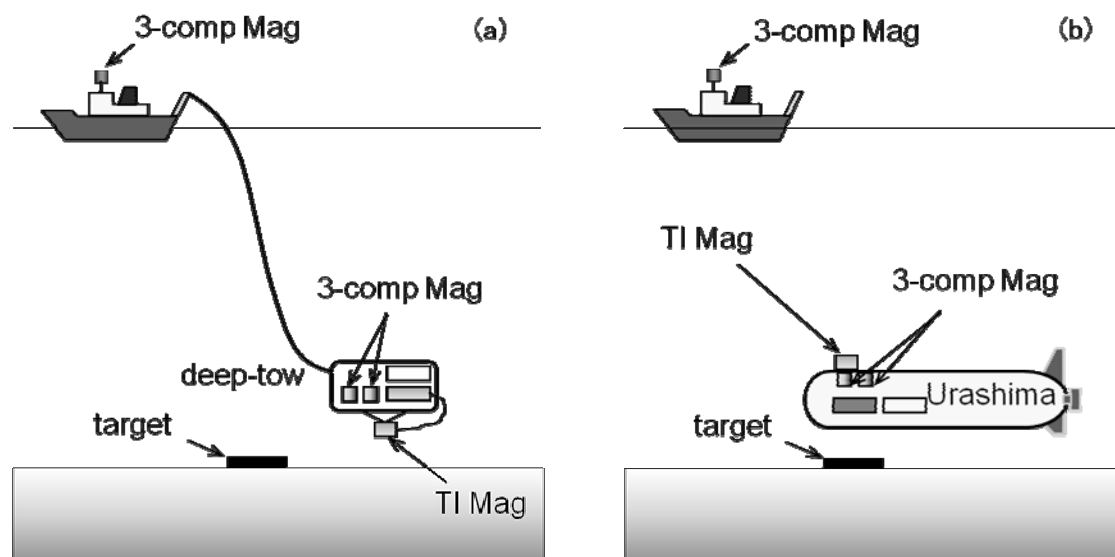 3-comp Mag
(a)
3-comp Mag
deep-tow
target
TI Mag
3-comp Mag
(b)
TI Mag
3-comp Mag
Urashima
target